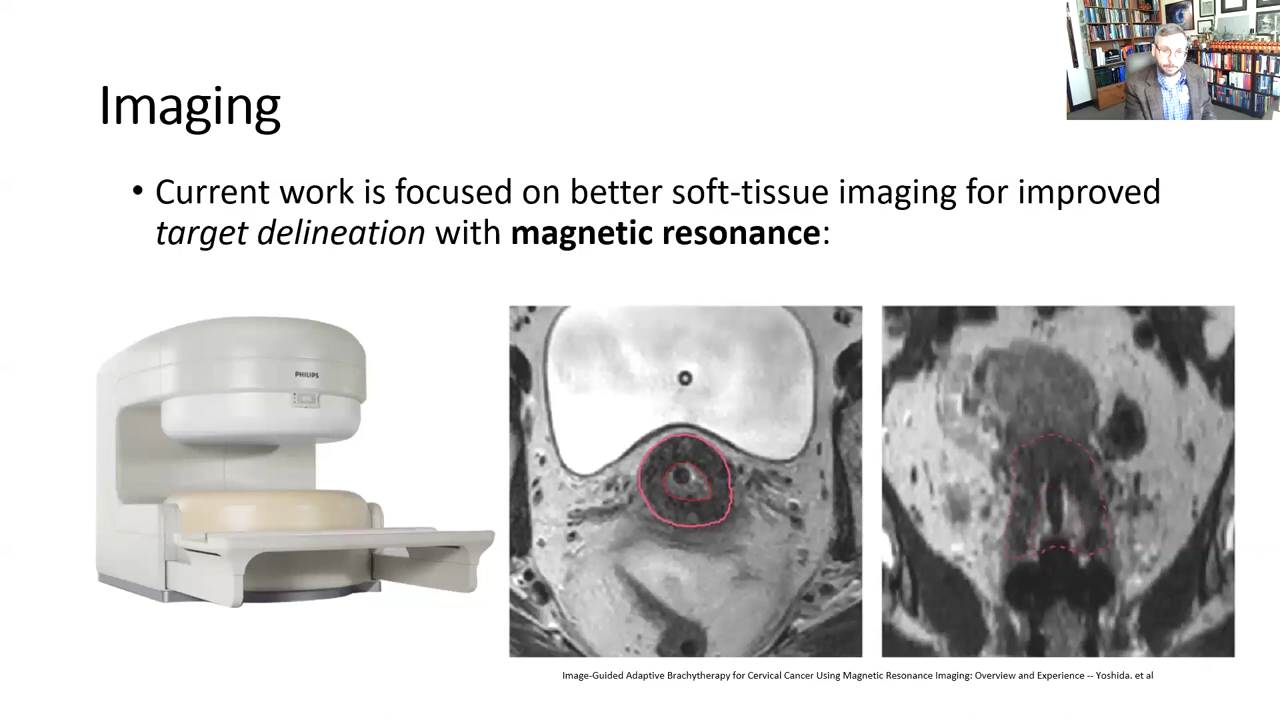 Imaging
• Current work is focused on better soft-tissue imaging for improved
target delineation with magnetic resonance:
PHILIPS
Image-Guided Adaptive Brachytherapy for Cervical Cancer Using Magnetic Resonance Imaging: Overview and Experience -- Yoshida. et al